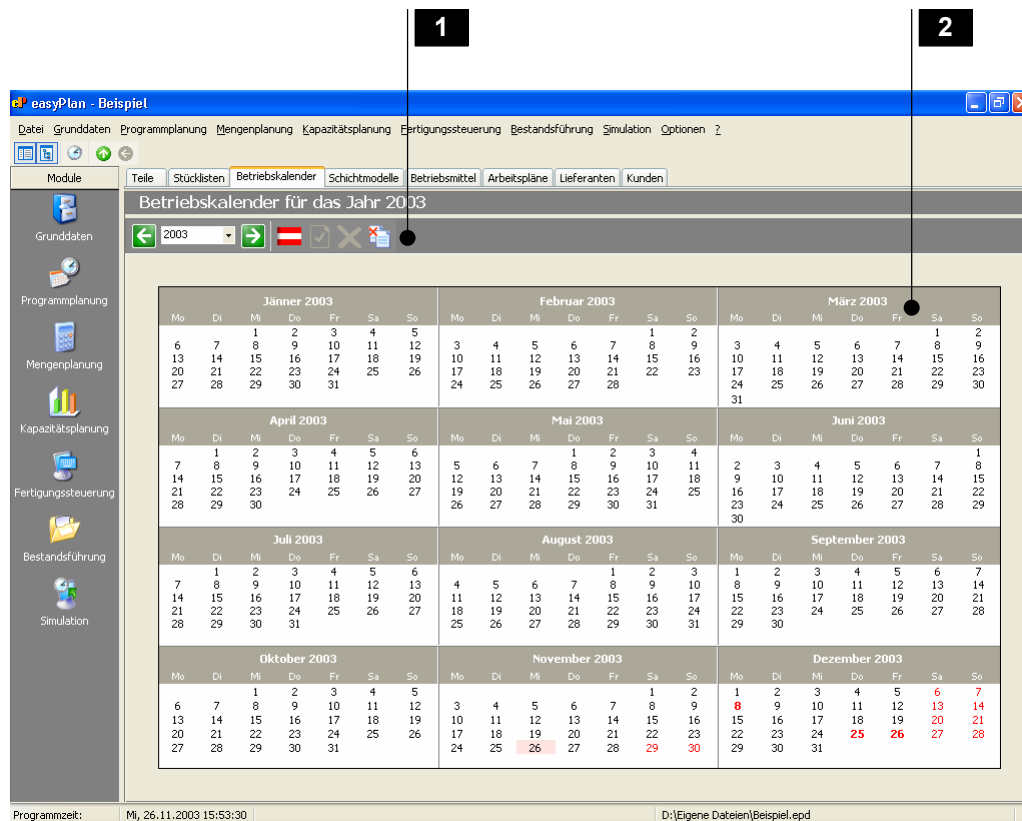 1 2
easyPlan - Beispiel
Datei Grunddaten Programmplanung Mengenplanung Kapazitätsplanung Fertigungssteuerung Bestandsführung Simulation Optionen ?
Module Teile Stücklisten Betriebskalender Schichtmodelle Betriebsmittel Arbeitspläne Lieferanten Kunden
Betriebskalender für das Jahr 2003
2003
Grunddaten
Programmplanung
Mengenplanung
Kapazitätsplanung
Fertigungssteuerung
Bestandsführung
Simulation
Jänner 2003 Februar 2003 März 2003
Mo Di Mi Do Fr Sa So Mo Di Mi Do Fr Sa So Mo Di Mi Do Fr Sa So
1 2 3 4 5 1 2 1 2
6 7 8 9 10 11 12 3 4 5 6 7 8 9 3 4 5 6 7 8 9
13 14 15 16 17 18 19 10 11 12 13 14 15 16 10 11 12 13 14 15 16
20 21 22 23 24 25 26 17 18 19 20 21 22 23 17 18 19 20 21 22 23
27 28 29 30 31 24 25 26 27 28 24 25 26 27 28 29 30
31
April 2003 Mai 2003 Juni 2003
Mo Di Mi Do Fr Sa So Mo Di Mi Do Fr Sa So Mo Di Mi Do Fr Sa So
1 2 3 4 5 6 1 2 3 4 1
7 8 9 10 11 12 13 5 6 7 8 9 10 11 2 3 4 5 6 7 8
14 15 16 17 18 19 20 12 13 14 15 16 17 18 9 10 11 12 13 14 15
21 22 23 24 25 26 27 19 20 21 22 23 24 25 16 17 18 19 20 21 22
28 29 30 26 27 28 29 30 31 23 24 25 26 27 28 29
30
Juli 2003 August 2003 September 2003
Mo Di Mi Do Fr Sa So Mo Di Mi Do Fr Sa So Mo Di Mi Do Fr Sa So
1 2 3 4 5 6 1 2 3 1 2 3 4 5 6 7
7 8 9 10 11 12 13 4 5 6 7 8 9 10 8 9 10 11 12 13 14
14 15 16 17 18 19 20 11 12 13 14 15 16 17 15 16 17 18 19 20 21
21 22 23 24 25 26 27 18 19 20 21 22 23 24 22 23 24 25 26 27 28
28 29 30 31 25 26 27 28 29 30 31 29 30
Oktober 2003 November 2003 Dezember 2003
Mo Di Mi Do Fr Sa So Mo Di Mi Do Fr Sa So Mo Di Mi Do Fr Sa So
1 2 3 4 5 1 2 1 2 3 4 5 6 7
6 7 8 9 10 11 12 3 4 5 6 7 8 9 8 9 10 11 12 13 14
13 14 15 16 17 18 19 10 11 12 13 14 15 16 15 16 17 18 19 20 21
20 21 22 23 24 25 26 17 18 19 20 21 22 23 22 23 24 25 26 27 28
27 28 29 30 31 24 25 26 27 28 29 30 29 30 31
Programmzeit: Mi, 26.11.2003 15:53:30 D:\Eigene Dateien\Beispiel.epd